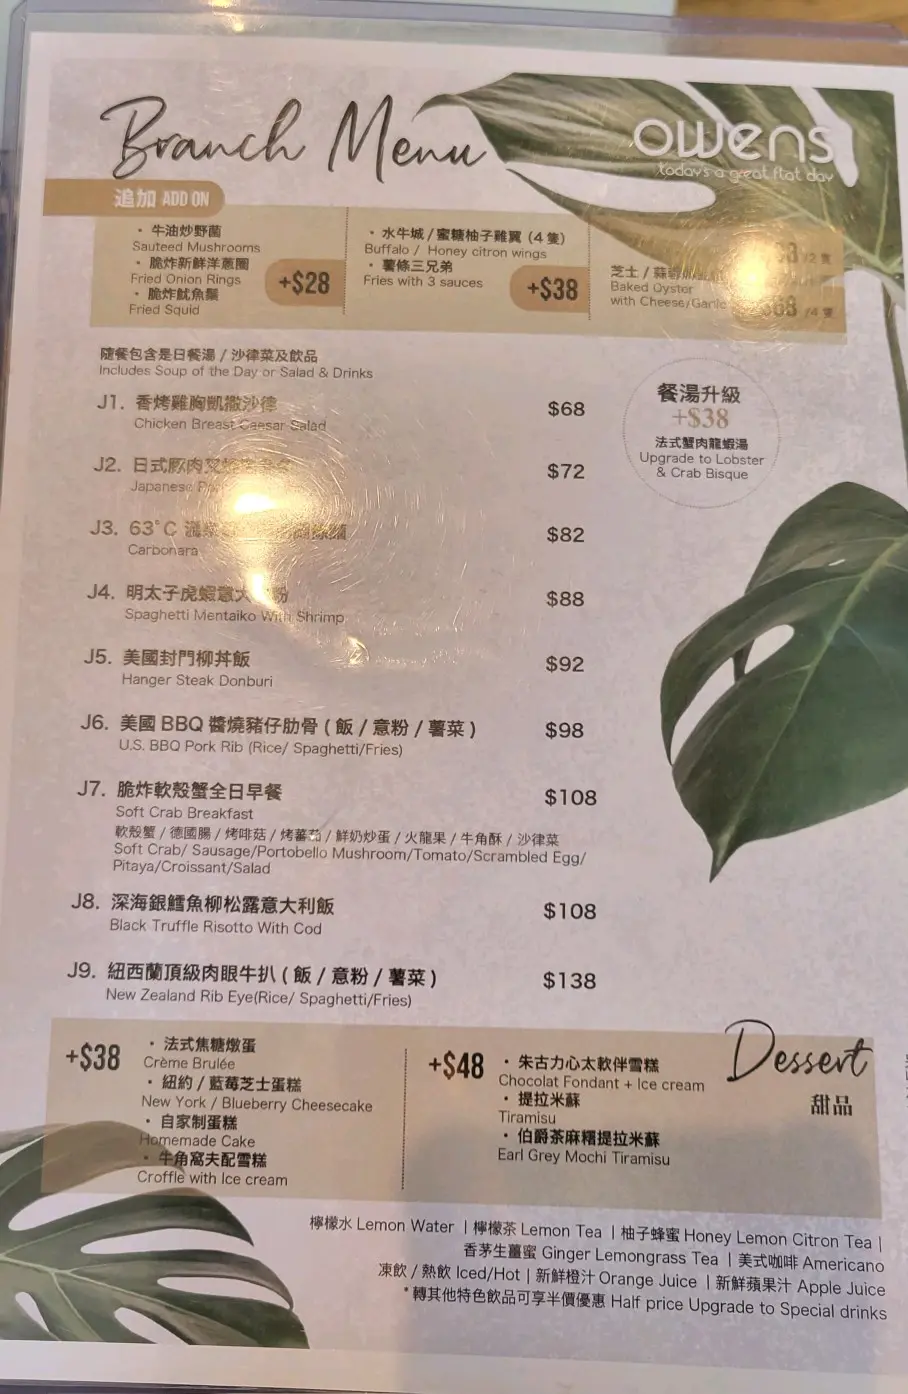 Branch Menu
owens
today's a great flat day
追加 ADD ON
· 牛油炒野菌
Sauteed Mushrooms
· 脆炸新鮮洋蔥圈
Fried Onion Rings
· 脆炸魷魚鬚
Fried Squid
+$28
· 水牛城 / 蜜糖柚子雞翼 (4 隻)
Buffalo / Honey citron wings
· 薯條三兄弟
Fries with 3 sauces
+$38
芝士 / 蒜蓉
Baked Oyster
with Cheese/Garlic
/2 隻
/4 隻
隨餐包含是日餐湯 / 沙律菜及飲品
Includes Soup of the Day or Salad & Drinks
餐湯升級
+$38
法式蟹肉龍蝦湯
Upgrade to Lobster
& Crab Bisque
J1. 香烤雞胸凱撒沙律 $68
Chicken Breast Caesar Salad
J2. 日式豚肉 $72
Japanese
J3. 63°C $82
Carbonara
J4. 明太子虎蝦意大 粉 $88
Spaghetti Mentaiko With Shrimp
J5. 美國封門柳丼飯 $92
Hanger Steak Donburi
J6. 美國 BBQ 醬燒豬仔肋骨 ( 飯 / 意粉 / 薯菜 ) $98
U.S. BBQ Pork Rib (Rice/ Spaghetti/Fries)
J7. 脆炸軟殼蟹全日早餐 $108
Soft Crab Breakfast
軟殼蟹 / 德國腸 / 烤啡菇 / 烤蕃茄 / 鮮奶炒蛋 / 火龍果 / 牛角酥 / 沙律菜
Soft Crab/ Sausage/Portobello Mushroom/Tomato/Scrambled Egg/
Pitaya/Croissant/Salad
J8. 深海銀鱈魚柳松露意大利飯 $108
Black Truffle Risotto With Cod
J9. 紐西蘭頂級肉眼牛扒 ( 飯 / 意粉 / 薯菜 ) $138
New Zealand Rib Eye(Rice/ Spaghetti/Fries)
+$38
· 法式焦糖燉蛋
Crème Brulée
· 紐約 / 藍莓芝士蛋糕
New York / Blueberry Cheesecake
· 自家制蛋糕
Homemade Cake
· 牛角窩夫配雪糕
Croffle with Ice cream
+$48
· 朱古力心太軟伴雪糕
Chocolat Fondant + Ice cream
· 提拉米蘇
Tiramisu
· 伯爵茶麻糬提拉米蘇
Earl Grey Mochi Tiramisu
Dessert
甜品
檸檬水 Lemon Water | 檸檬茶 Lemon Tea | 柚子蜂蜜 Honey Lemon Citron Tea |
香茅生薑蜜 Ginger Lemongrass Tea | 美式咖啡 Americano
凍飲 / 熱飲 Iced/Hot | 新鮮橙汁 Orange Juice | 新鮮蘋果汁 Apple Juice
*轉其他特色飲品可享半價優惠 Half price Upgrade to Special drinks